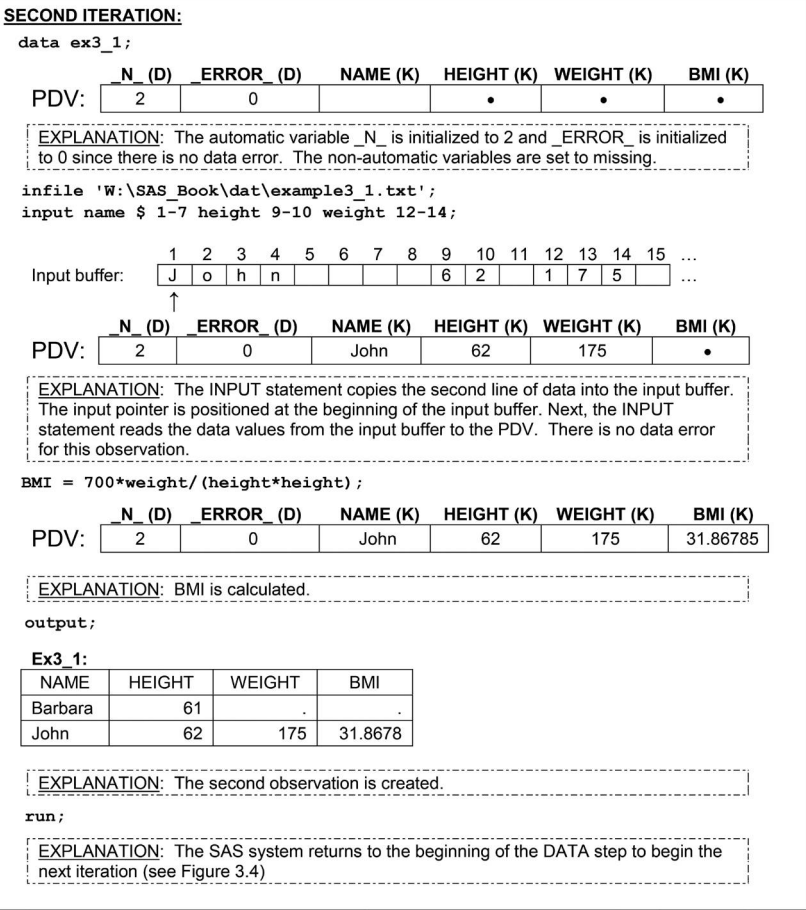 SECOND ITERATION:
data ex3_1;
_N_ (D) _ERROR_ (D) NAME (K) HEIGHT (K) WEIGHT (K) BMI (K)
PDV: 2 0 • • •
EXPLANATION: The automatic variable _N_ is initialized to 2 and _ERROR_ is initialized
to 0 since there is no data error. The non-automatic variables are set to missing.
infile 'W:\SAS_Book\dat\example3_1.txt';
input name $ 1-7 height 9-10 weight 12-14;
1 2 3 4 5 6 7 8 9 10 11 12 13 14 15 ...
Input buffer: J o h n 6 2 1 7 5 ...
↑
_N_ (D) _ERROR_ (D) NAME (K) HEIGHT (K) WEIGHT (K) BMI (K)
PDV: 2 0 John 62 175 •
EXPLANATION: The INPUT statement copies the second line of data into the input buffer.
The input pointer is positioned at the beginning of the input buffer. Next, the INPUT
statement reads the data values from the input buffer to the PDV. There is no data error
for this observation.
BMI = 700*weight/(height*height);
_N_ (D) _ERROR_ (D) NAME (K) HEIGHT (K) WEIGHT (K) BMI (K)
PDV: 2 0 John 62 175 31.86785
EXPLANATION: BMI is calculated.
output;
Ex3_1:
NAME HEIGHT WEIGHT BMI
Barbara 61 . .
John 62 175 31.8678
EXPLANATION: The second observation is created.
run;
EXPLANATION: The SAS system returns to the beginning of the DATA step to begin the
next iteration (see Figure 3.4)